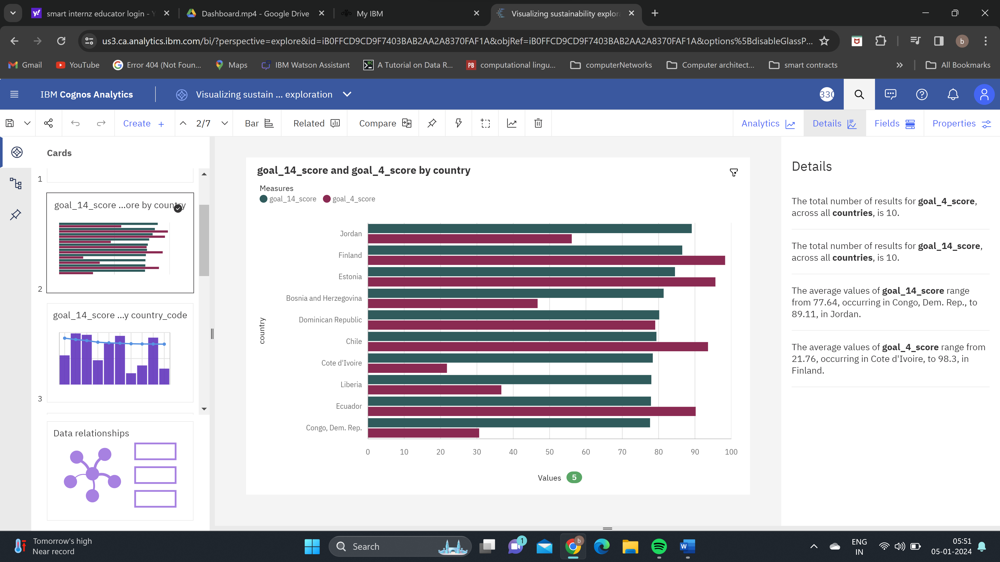 smart internz educator login - Y
Dashboard.mp4 - Google Drive
My IBM
Visualizing sustainability explora
us3.ca.analytics.ibm.com/bi/?perspective=explore&id=iB0FFCD9CD9F7403BAB2AA2A8370FAF1A&objRef=iB0FFCD9CD9F7403BAB2AA2A8370FAF1A&options%5BdisableGlassP...
b
Gmail
YouTube
Error 404 (Not Foun...
Maps
IBM Watson Assistant
A Tutorial on Data R...
computational lingu...
computerNetworks
Computer architect...
smart contracts
All Bookmarks
IBM Cognos Analytics
Visualizing sustain ... exploration
330
Create +
2/7
Bar
Related
Compare
Analytics
Details
Fields
Properties
Cards
1
goal_14_score ...ore by country
2
goal_14_score ...y country_code
3
Data relationships
goal_14_score and goal_4_score by country
Measures
goal_14_score goal_4_score
country
Jordan
Finland
Estonia
Bosnia and Herzegovina
Dominican Republic
Chile
Cote d'Ivoire
Liberia
Ecuador
Congo, Dem. Rep.
0 10 20 30 40 50 60 70 80 90 100
Values 5
Details
The total number of results for goal_4_score,
across all countries, is 10.
The total number of results for goal_14_score,
across all countries, is 10.
The average values of goal_14_score range
from 77.64, occurring in Congo, Dem. Rep., to
89.11, in Jordan.
The average values of goal_4_score range from
21.76, occurring in Cote d'Ivoire, to 98.3, in
Finland.
Tomorrow's high
Near record
Search
1
b
W
ENG
IN
05:51
05-01-2024